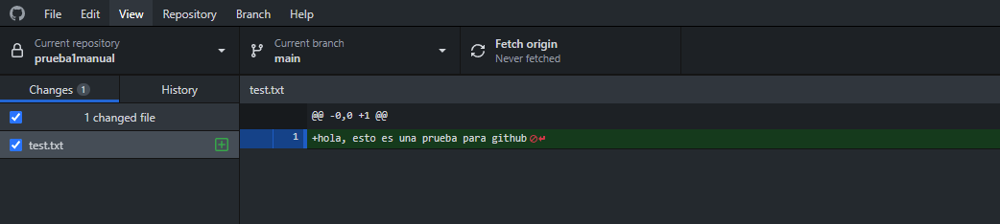 File Edit View Repository Branch Help
Current repository
prueba1manual
Current branch
main
Fetch origin
Never fetched
Changes 1 History
1 changed file
test.txt
test.txt
@@ -0,0 +1 @@
1 +hola, esto es una prueba para github